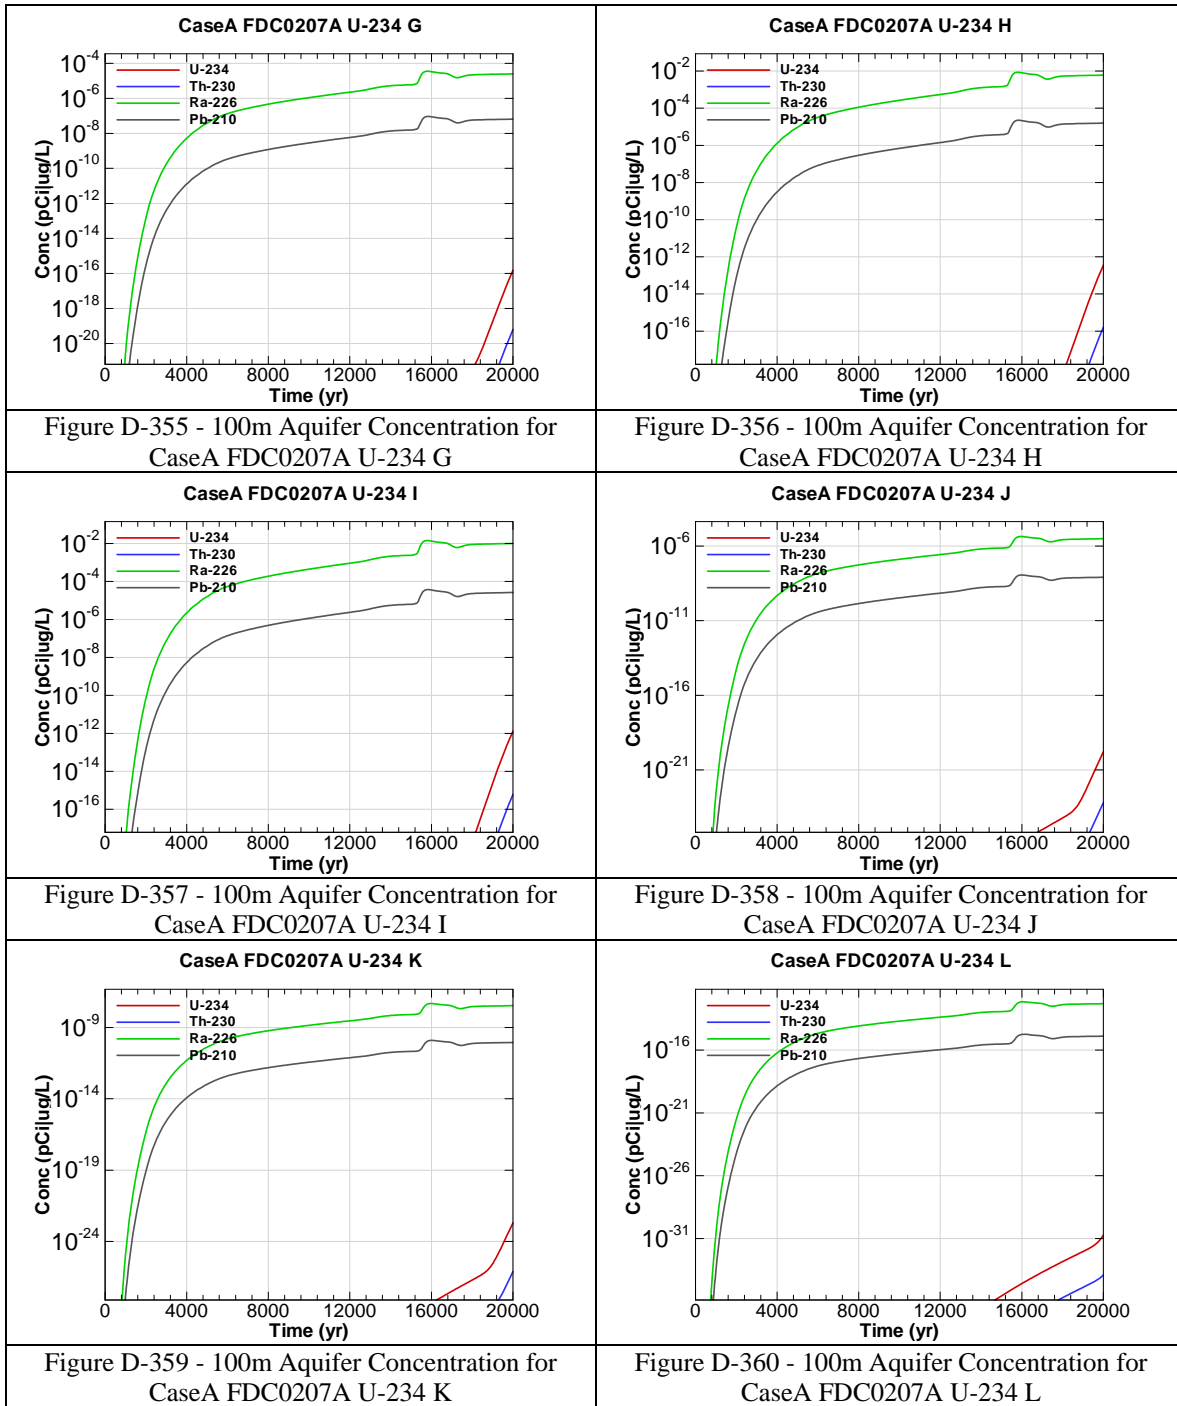 CaseA FDC0207A U-234 G
Conc (pCi|ug/L)
10-4
10-6
10-8
10-10
10-12
10-14
10-16
10-18
10-20
U-234
Th-230
Ra-226
Pb-210
0 4000 8000 12000 16000 20000
Time (yr)
Figure D-355 - 100m Aquifer Concentration for
CaseA FDC0207A U-234 G
CaseA FDC0207A U-234 H
Conc (pCi|ug/L)
10-2
10-4
10-6
10-8
10-10
10-12
10-14
10-16
U-234
Th-230
Ra-226
Pb-210
0 4000 8000 12000 16000 20000
Time (yr)
Figure D-356 - 100m Aquifer Concentration for
CaseA FDC0207A U-234 H
CaseA FDC0207A U-234 I
Conc (pCi|ug/L)
10-2
10-4
10-6
10-8
10-10
10-12
10-14
10-16
U-234
Th-230
Ra-226
Pb-210
0 4000 8000 12000 16000 20000
Time (yr)
Figure D-357 - 100m Aquifer Concentration for
CaseA FDC0207A U-234 I
CaseA FDC0207A U-234 J
Conc (pCi|ug/L)
10-6
10-11
10-16
10-21
U-234
Th-230
Ra-226
Pb-210
0 4000 8000 12000 16000 20000
Time (yr)
Figure D-358 - 100m Aquifer Concentration for
CaseA FDC0207A U-234 J
CaseA FDC0207A U-234 K
Conc (pCi|ug/L)
10-9
10-14
10-19
10-24
U-234
Th-230
Ra-226
Pb-210
0 4000 8000 12000 16000 20000
Time (yr)
Figure D-359 - 100m Aquifer Concentration for
CaseA FDC0207A U-234 K
CaseA FDC0207A U-234 L
Conc (pCi|ug/L)
10-16
10-21
10-26
10-31
U-234
Th-230
Ra-226
Pb-210
0 4000 8000 12000 16000 20000
Time (yr)
Figure D-360 - 100m Aquifer Concentration for
CaseA FDC0207A U-234 L